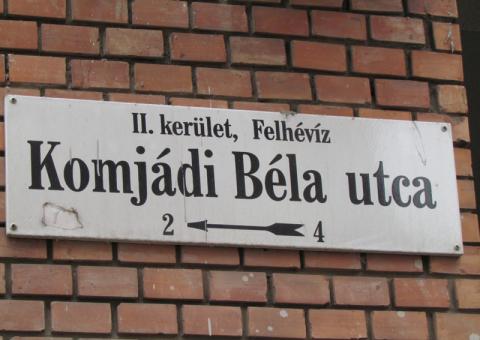 II. kerület, Felhévíz
Komjádi Béla utca
2 4